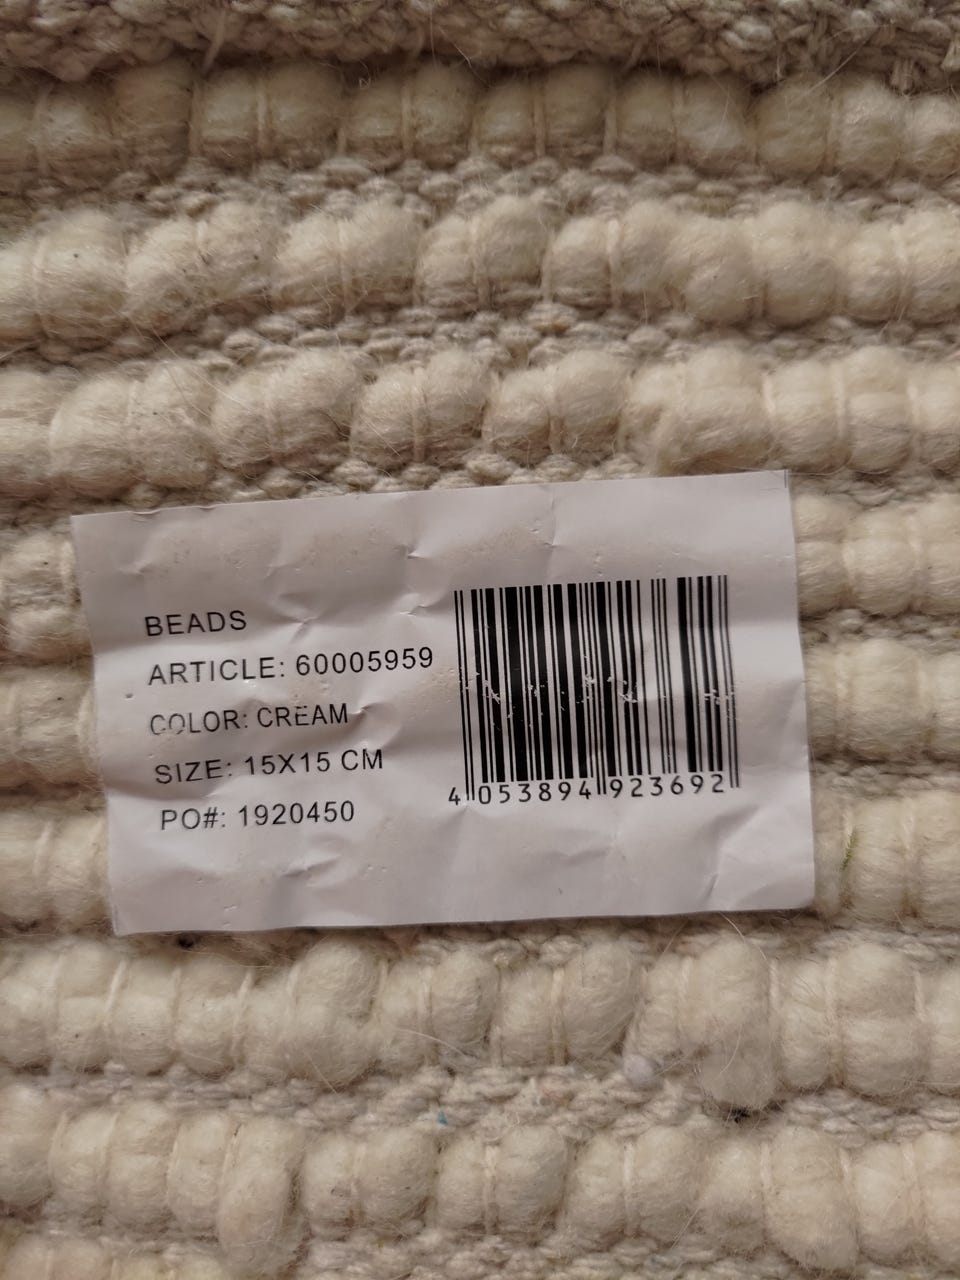 BEADS
ARTICLE: 60005959
COLOR: CREAM
SIZE: 15X15 CM
PO#: 1920450
4 053894 923692